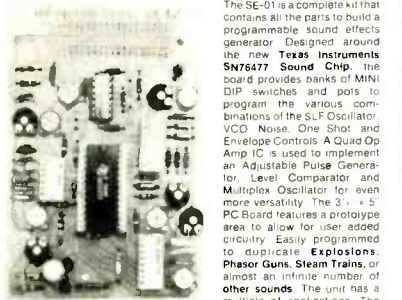 The SE-01 is a complete kit that
contains all the parts to build a
programmable sound effects
generator Designed around
the new Texas Instruments
SN76477 Sound Chip, the
board provides banks of MINI
DIP switches and pots to
program the various com-
binations of the SLF Oscillator,
VCO Noise, One Shot and
Envelope Controls A Quad Op
Amp IC is used to implement
an Adjustable Pulse Genera-
tor, Level Comparator and
Multiplex Oscillator for even
more versatility The x 5"
PC Board features a prototype
area to allow for user added
circuitry Easily programmed
to duplicate Explosions,
Phasor Guns, Steam Trains, or
almost an infinite number of
other sounds The unit has a
multiple of applications The